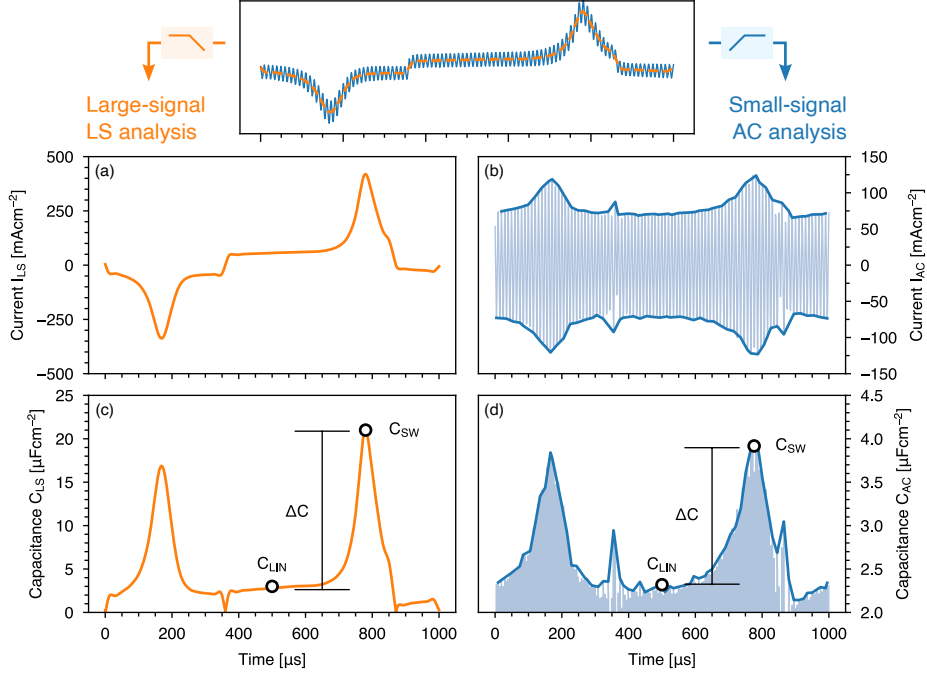 Large-signal
LS analysis
Small-signal
AC analysis
(a)
500
250
0
−250
−500
Current I_LS [mAcm⁻²]
(b)
150
100
50
0
−50
−100
−150
Current I_AC [mAcm⁻²]
(c)
25
20
15
10
5
0
Capacitance C_LS [µFcm⁻²]
C_SW
ΔC
C_LIN
0 200 400 600 800 1000
Time [µs]
(d)
4.5
4.0
3.5
3.0
2.5
2.0
Capacitance C_AC [µFcm⁻²]
C_SW
ΔC
C_LIN
0 200 400 600 800 1000
Time [µs]